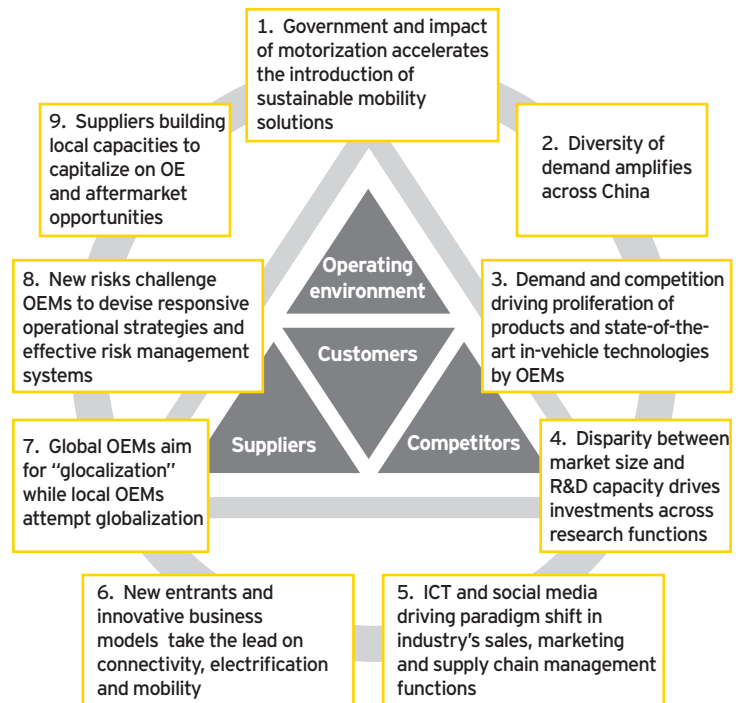 1. Government and impact
of motorization accelerates
the introduction of
sustainable mobility
solutions
9. Suppliers building
local capacities to
capitalize on OE
and aftermarket
opportunities
2. Diversity of
demand amplifies
across China
8. New risks challenge
OEMs to devise responsive
operational strategies and
effective risk management
systems
Operating
environment
Customers
Suppliers
Competitors
3. Demand and competition
driving proliferation of
products and state-of-the-
art in-vehicle technologies
by OEMs
7. Global OEMs aim
for “glocalization”
while local OEMs
attempt globalization
4. Disparity between
market size and
R&D capacity drives
investments across
research functions
6. New entrants and
innovative business
models take the lead on
connectivity, electrification
and mobility
5. ICT and social media
driving paradigm shift in
industry’s sales, marketing
and supply chain management
functions